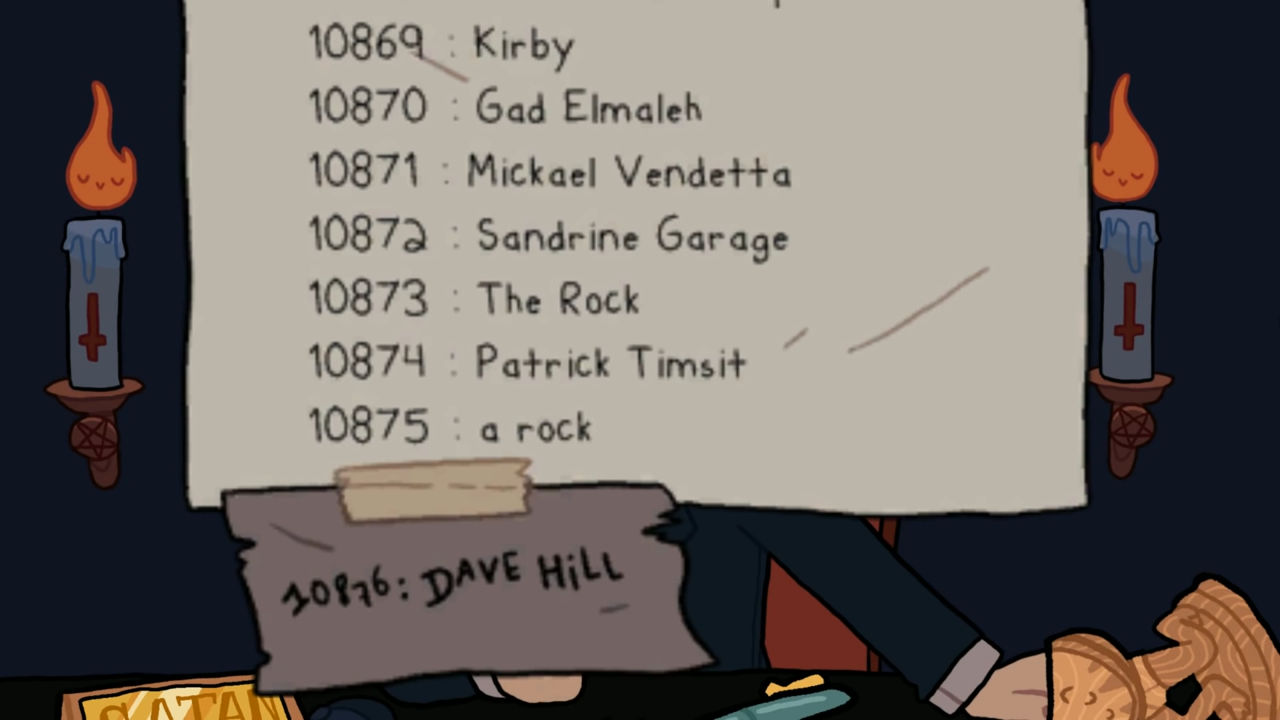 10869 : Kirby
10870 : Gad Elmaleh
10871 : Mickael Vendetta
10872 : Sandrine Garage
10873 : The Rock
10874 : Patrick Timsit
10875 : a rock
10876: DAVE HiLL
SATAN